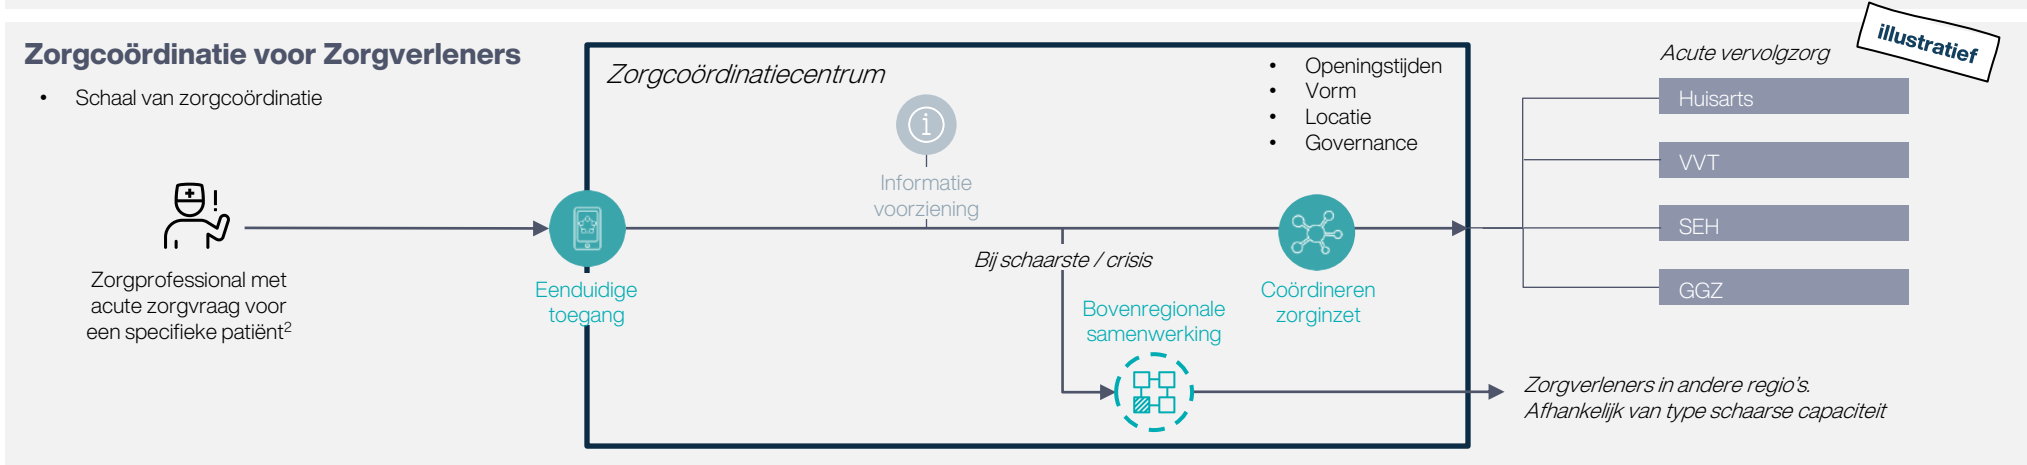 Zorgcoördinatie voor Zorgverleners
• Schaal van zorgcoördinatie
Zorgprofessional met
acute zorgvraag voor
een specifieke patiënt²
Zorgcoördinatiecentrum
Eenduidige
toegang
i
Informatie
voorziening
Bij schaarste / crisis
Bovenregionale
samenwerking
• Openingstijden
• Vorm
• Locatie
• Governance
Coördineren
zorginzet
Acute vervolgzorg
illustratief
Huisarts
VVT
SEH
GGZ
Zorgverleners in andere regio's.
Afhankelijk van type schaarse capaciteit